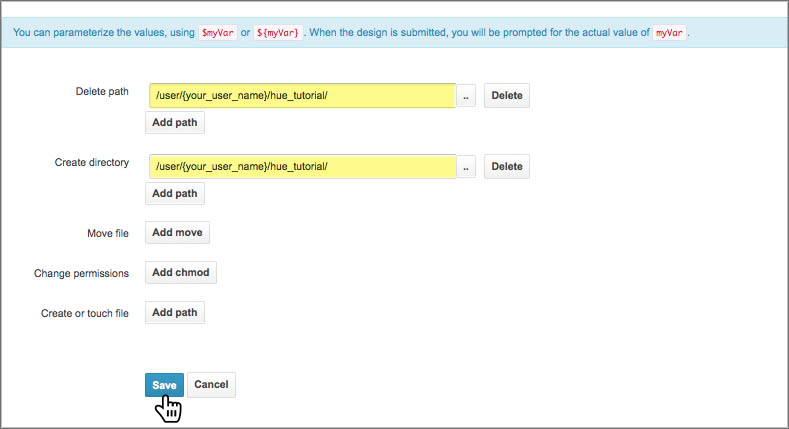 You can parameterize the values, using $myVar or ${myVar}. When the design is submitted, you will be prompted for the actual value of myVar.
Delete path /user/{your_user_name}/hue_tutorial/ .. Delete
Add path
Create directory /user/{your_user_name}/hue_tutorial/ .. Delete
Add path
Move file Add move
Change permissions Add chmod
Create or touch file Add path
Save Cancel